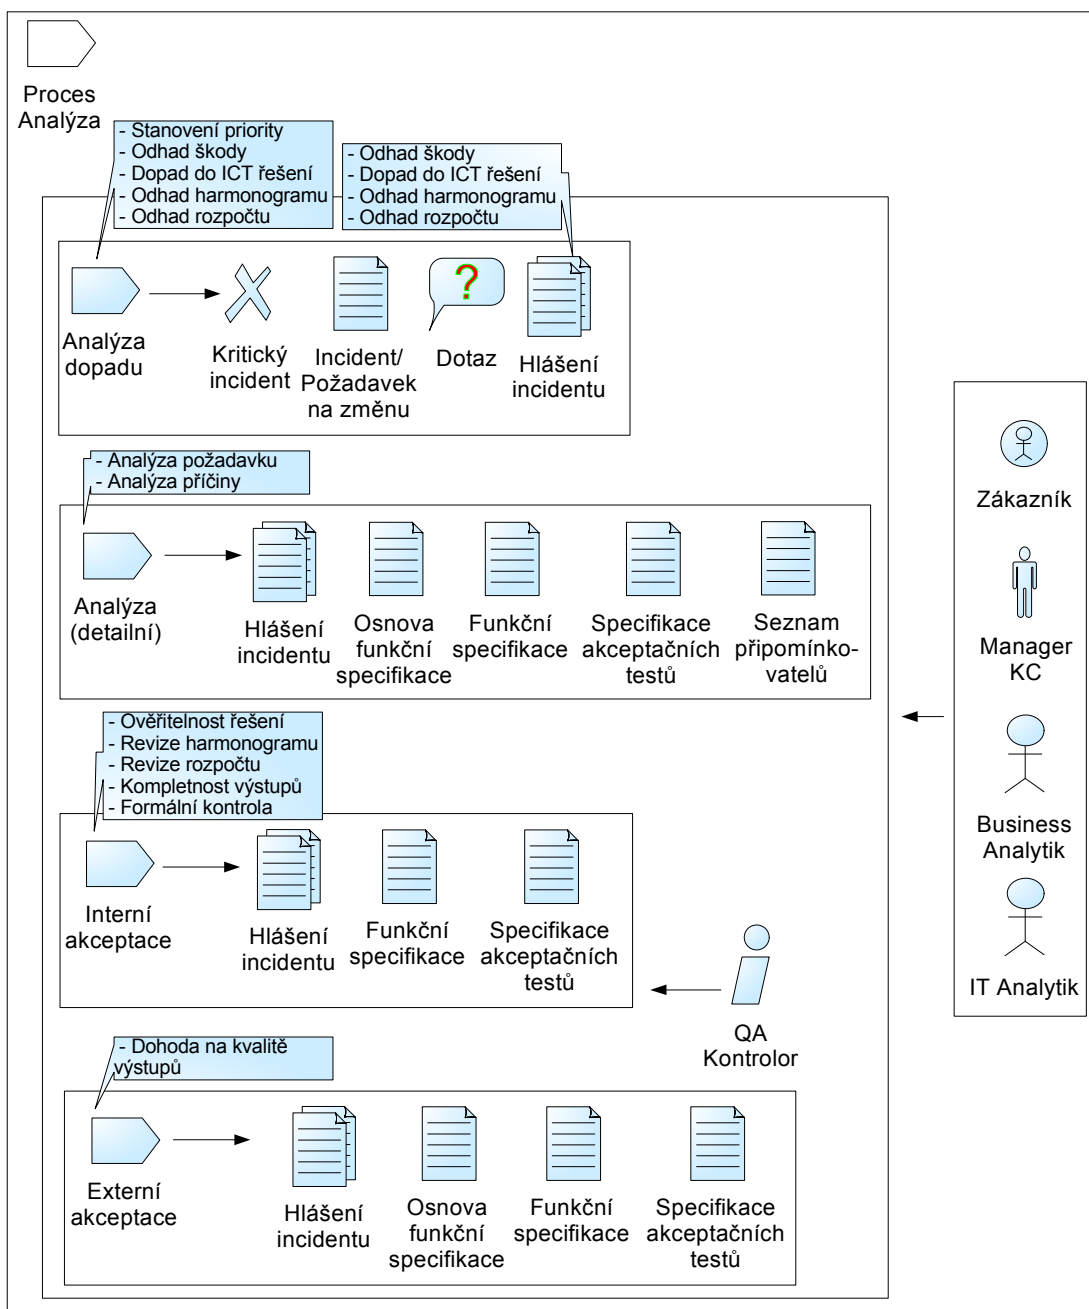 Proces
Analýza
- Stanovení priority
- Odhad škody
- Dopad do ICT řešení
- Odhad harmonogramu
- Odhad rozpočtu
- Odhad škody
- Dopad do ICT řešení
- Odhad harmonogramu
- Odhad rozpočtu
Analýza
dopadu
Kritický
incident
Incident/
Požadavek
na změnu
?
Dotaz
Hlášení
incidentu
- Analýza požadavku
- Analýza příčiny
Analýza
(detailní)
Hlášení
incidentu
Osnova
funkční
specifikace
Funkční
specifikace
Specifikace
akceptačních
testů
Seznam
připomínko-
vatelů
- Ověřitelnost řešení
- Revize harmonogramu
- Revize rozpočtu
- Kompletnost výstupů
- Formální kontrola
Interní
akceptace
Hlášení
incidentu
Funkční
specifikace
Specifikace
akceptačních
testů
QA
Kontrolor
- Dohoda na kvalitě
výstupů
Externí
akceptace
Hlášení
incidentu
Osnova
funkční
specifikace
Funkční
specifikace
Specifikace
akceptačních
testů
Zákazník
Manager
KC
Business
Analytik
IT Analytik